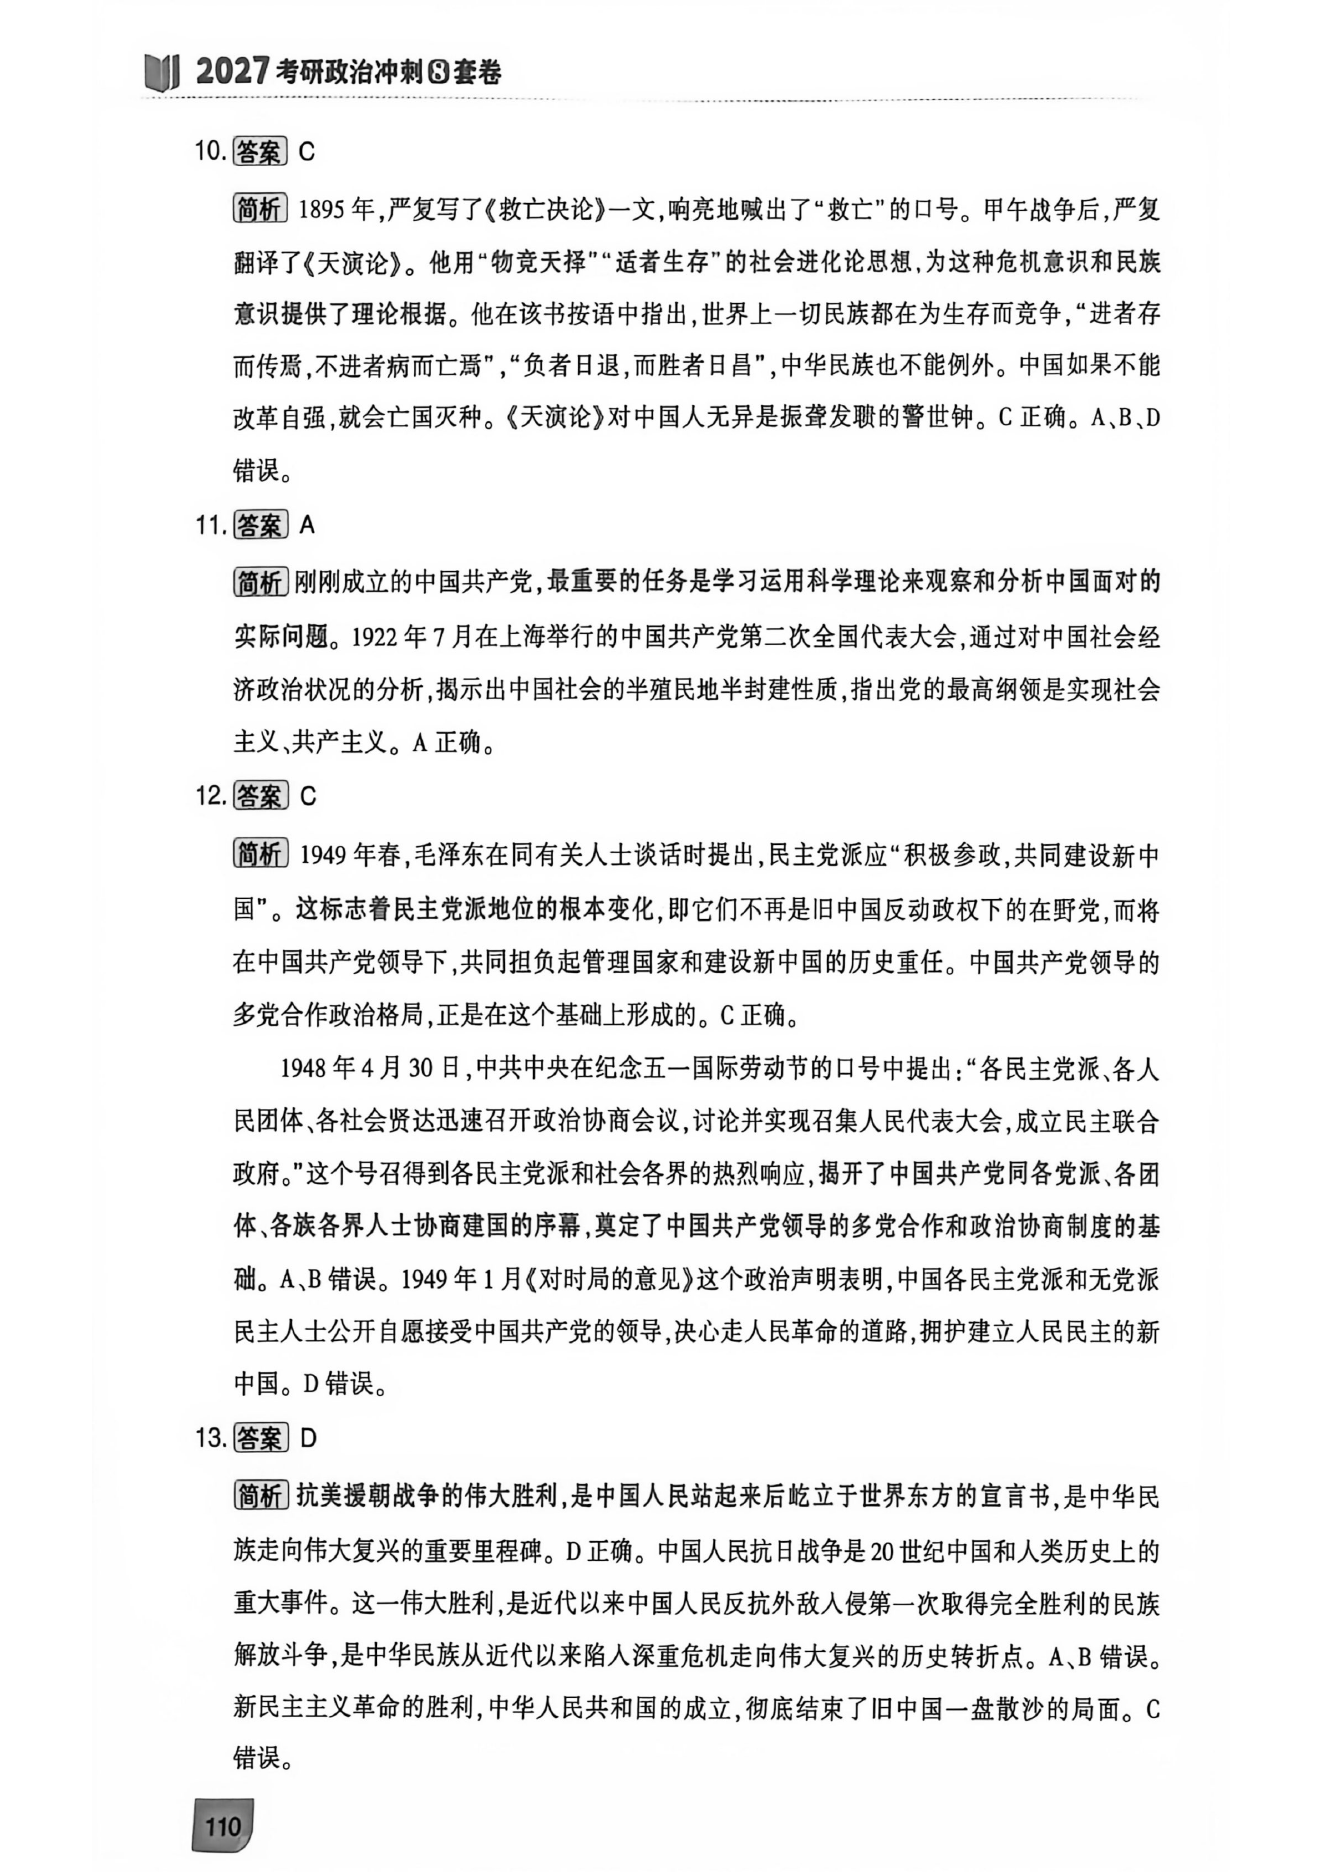 2027考研政治冲刺⑧套卷
10. 答案 C
简析 1895年,严复写了《救亡决论》一文,响亮地喊出了“救亡”的口号。甲午战争后,严复
翻译了《天演论》。他用“物竞天择”“适者生存”的社会进化论思想,为这种危机意识和民族
意识提供了理论根据。他在该书按语中指出,世界上一切民族都在为生存而竞争,“进者存
而传焉,不进者病而亡焉”,“负者日退,而胜者日昌”,中华民族也不能例外。中国如果不能
改革自强,就会亡国灭种。《天演论》对中国人无异是振聋发聩的警世钟。C正确。A、B、D
错误。
11. 答案 A
简析 刚刚成立的中国共产党,最重要的任务是学习运用科学理论来观察和分析中国面对的
实际问题。1922年7月在上海举行的中国共产党第二次全国代表大会,通过对中国社会经
济政治状况的分析,揭示出中国社会的半殖民地半封建性质,指出党的最高纲领是实现社会
主义、共产主义。A正确。
12. 答案 C
简析 1949年春,毛泽东在同有关人士谈话时提出,民主党派应“积极参政,共同建设新中
国”。这标志着民主党派地位的根本变化,即它们不再是旧中国反动政权下的在野党,而将
在中国共产党领导下,共同担负起管理国家和建设新中国的历史重任。中国共产党领导的
多党合作政治格局,正是在这个基础上形成的。C正确。
1948年4月30日,中共中央在纪念五一国际劳动节的口号中提出:“各民主党派、各人
民团体、各社会贤达迅速召开政治协商会议,讨论并实现召集人民代表大会,成立民主联合
政府。”这个号召得到各民主党派和社会各界的热烈响应,揭开了中国共产党同各党派、各团
体、各族各界人士协商建国的序幕,奠定了中国共产党领导的多党合作和政治协商制度的基
础。A、B错误。1949年1月《对时局的意见》这个政治声明表明,中国各民主党派和无党派
民主人士公开自愿接受中国共产党的领导,决心走人民革命的道路,拥护建立人民民主的新
中国。D错误。
13. 答案 D
简析 抗美援朝战争的伟大胜利,是中国人民站起来后屹立于世界东方的宣言书,是中华民
族走向伟大复兴的重要里程碑。D正确。中国人民抗日战争是20世纪中国和人类历史上的
重大事件。这一伟大胜利,是近代以来中国人民反抗外敌入侵第一次取得完全胜利的民族
解放斗争,是中华民族从近代以来陷入深重危机走向伟大复兴的历史转折点。A、B错误。
新民主主义革命的胜利,中华人民共和国的成立,彻底结束了旧中国一盘散沙的局面。C
错误。
110